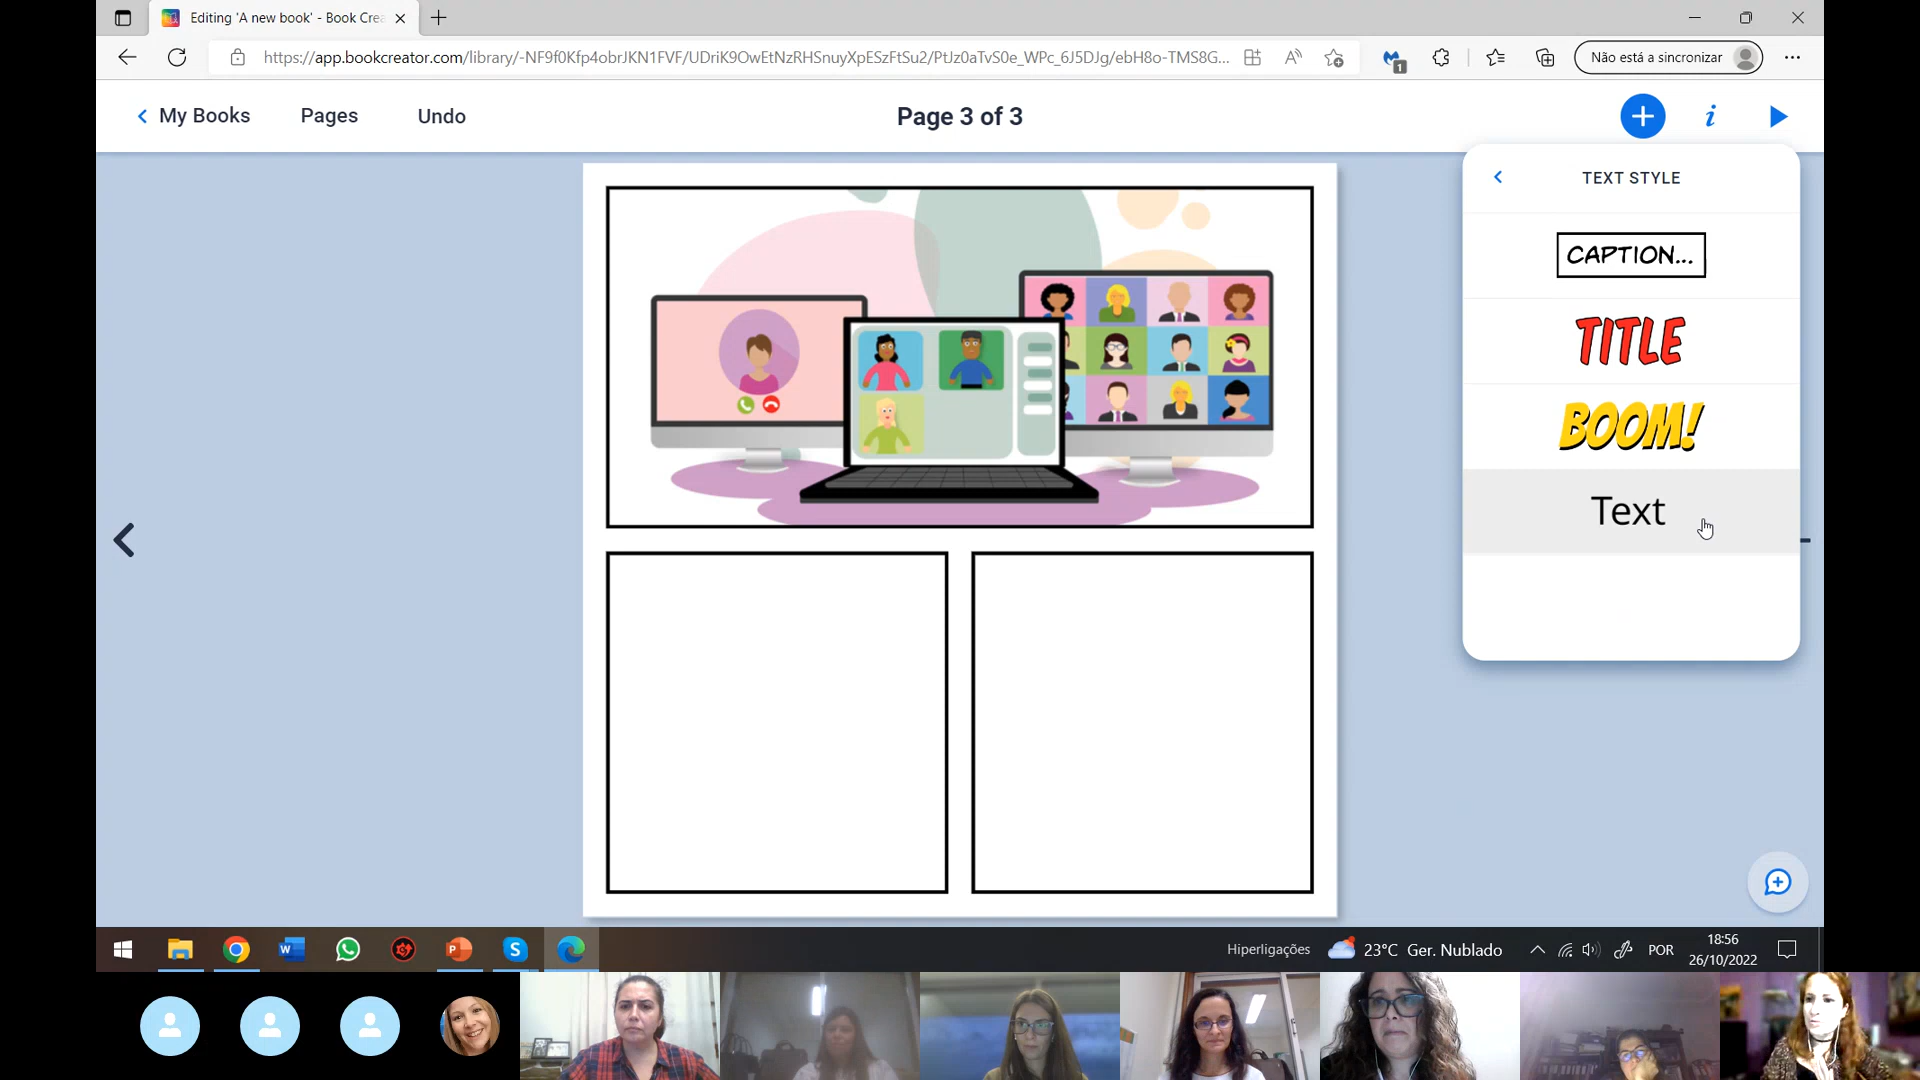 Editing 'A new book' - Book Crea
https://app.bookcreator.com/library/-NF9f0Kfp4obrJKN1FVF/UDriK9OwEtNzRHSnuyXpESzFtSu2/PtJz0aTvS0e_WPc_6J5DJg/ebH8o-TMS8G...
1
Não está a sincronizar
My Books
Pages
Undo
Page 3 of 3
i
TEXT STYLE
CAPTION...
TITLE
BOOM!
Text
Hiperligações
23°C Ger. Nublado
POR
18:56
26/10/2022